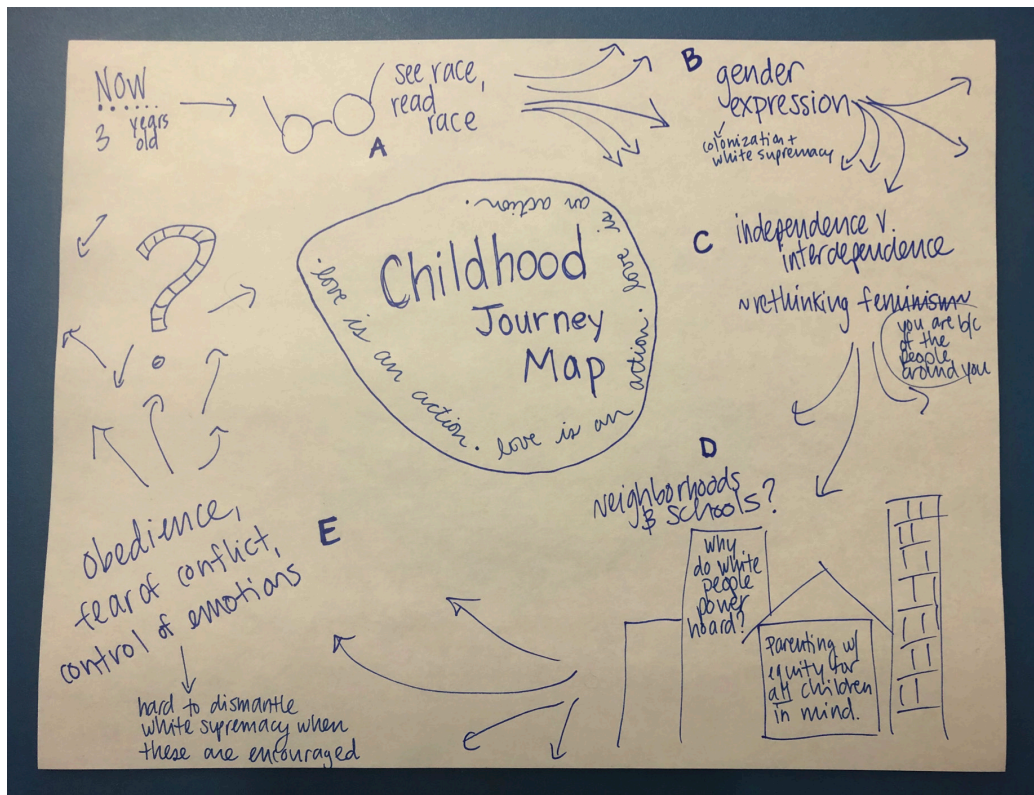 NOW
3 years
old
see race,
read
race
A
B
gender
expression
colonization +
white supremacy
C
independence v.
interdependence
~rethinking feminism~
you are b/c
of the
people
around you
Childhood
Journey
Map
love is an action. love is an action. love is an action.
D
Neighborhoods
& schools?
Why
do white
people
power
hoard?
Parenting w/
equity for
all children
in mind.
E
obedience,
fear of conflict,
control of emotions
hard to dismantle
white supremacy when
these are encouraged
?